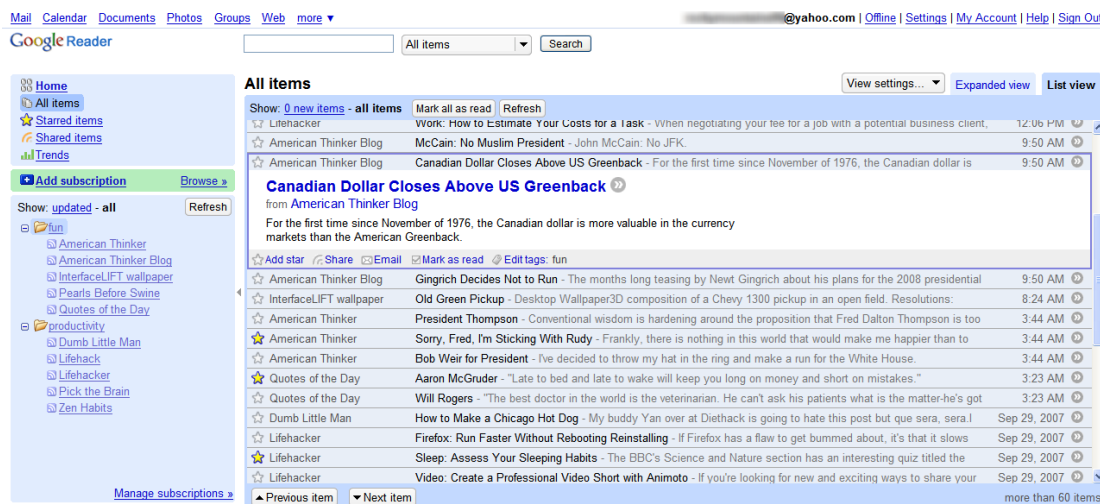 Mail Calendar Documents Photos Groups Web more ▼
@yahoo.com | Offline | Settings | My Account | Help | Sign Out
Google Reader
All items ▼ Search
Home
All items
Starred items
Shared items
Trends
Add subscription Browse »
Show: updated - all Refresh
fun
American Thinker
American Thinker Blog
InterfaceLIFT wallpaper
Pearls Before Swine
Quotes of the Day
productivity
Dumb Little Man
Lifehack
Lifehacker
Pick the Brain
Zen Habits
Manage subscriptions »
All items View settings... ▼ Expanded view List view
Show: 0 new items - all items Mark all as read Refresh
Lifehacker Work: How to Estimate Your Costs for a Task - When negotiating your fee for a job with a potential business client, 12:06 PM
American Thinker Blog McCain: No Muslim President - John McCain: No JFK. 9:50 AM
American Thinker Blog Canadian Dollar Closes Above US Greenback - For the first time since November of 1976, the Canadian dollar is 9:50 AM
Canadian Dollar Closes Above US Greenback
from American Thinker Blog
For the first time since November of 1976, the Canadian dollar is more valuable in the currency
markets than the American Greenback.
Add star Share Email Mark as read Edit tags: fun
American Thinker Blog Gingrich Decides Not to Run - The months long teasing by Newt Gingrich about his plans for the 2008 presidential 9:50 AM
InterfaceLIFT wallpaper Old Green Pickup - Desktop Wallpaper3D composition of a Chevy 1300 pickup in an open field. Resolutions: 8:24 AM
American Thinker President Thompson - Conventional wisdom is hardening around the proposition that Fred Dalton Thompson is too 3:44 AM
American Thinker Sorry, Fred, I'm Sticking With Rudy - Frankly, there is nothing in this world that would make me happier than to 3:44 AM
American Thinker Bob Weir for President - I've decided to throw my hat in the ring and make a run for the White House. 3:44 AM
Quotes of the Day Aaron McGruder - "Late to bed and late to wake will keep you long on money and short on mistakes." 3:23 AM
Quotes of the Day Will Rogers - "The best doctor in the world is the veterinarian. He can't ask his patients what is the matter-he's got 3:23 AM
Dumb Little Man How to Make a Chicago Hot Dog - My buddy Yan over at Diethack is going to hate this post but que sera, sera.I Sep 29, 2007
Lifehacker Firefox: Run Faster Without Rebooting Reinstalling - If Firefox has a flaw to get bummed about, it's that it slows Sep 29, 2007
Lifehacker Sleep: Assess Your Sleeping Habits - The BBC's Science and Nature section has an interesting quiz titled the Sep 29, 2007
Lifehacker Video: Create a Professional Video Short with Animoto - If you're looking for new and exciting ways to share your Sep 29, 2007
Previous item Next item more than 60 items